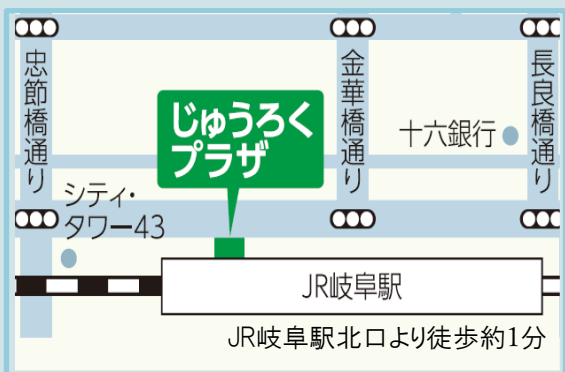 忠節橋通り
金華橋通り
長良橋通り
じゅうろく
プラザ
十六銀行
シティ・
タワー43
JR岐阜駅
JR岐阜駅北口より徒歩約1分